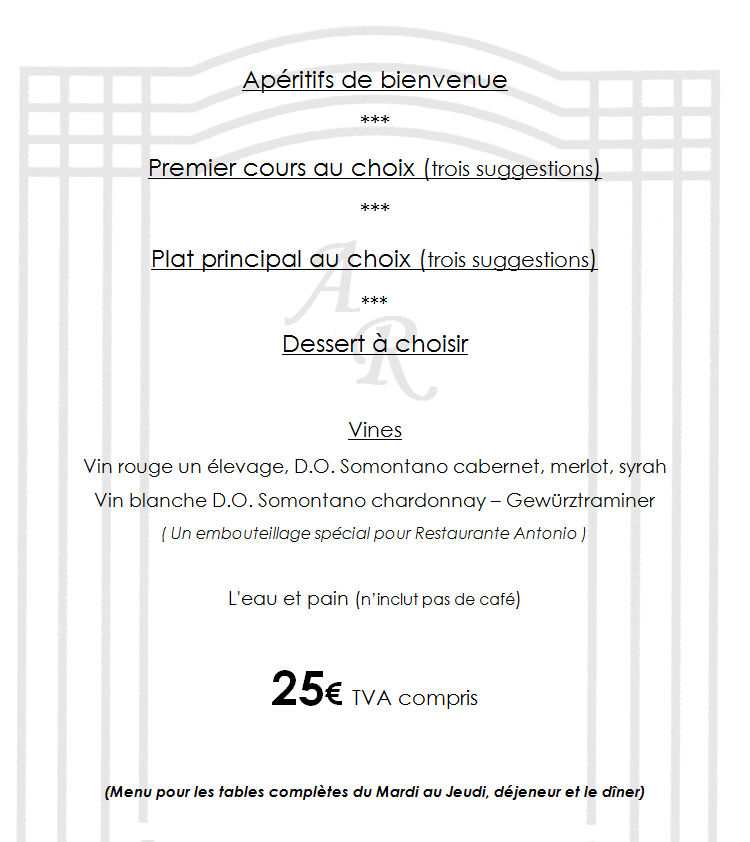 Apéritifs de bienvenue
***
Premier cours au choix (trois suggestions)
***
Plat principal au choix (trois suggestions)
***
Dessert à choisir
AR
Vines
Vin rouge un élevage, D.O. Somontano cabernet, merlot, syrah
Vin blanche D.O. Somontano chardonnay – Gewürztraminer
( Un embouteillage spécial pour Restaurante Antonio )
L'eau et pain (n’inclut pas de café)
25€ TVA compris
(Menu pour les tables complètes du Mardi au Jeudi, déjeneur et le dîner)